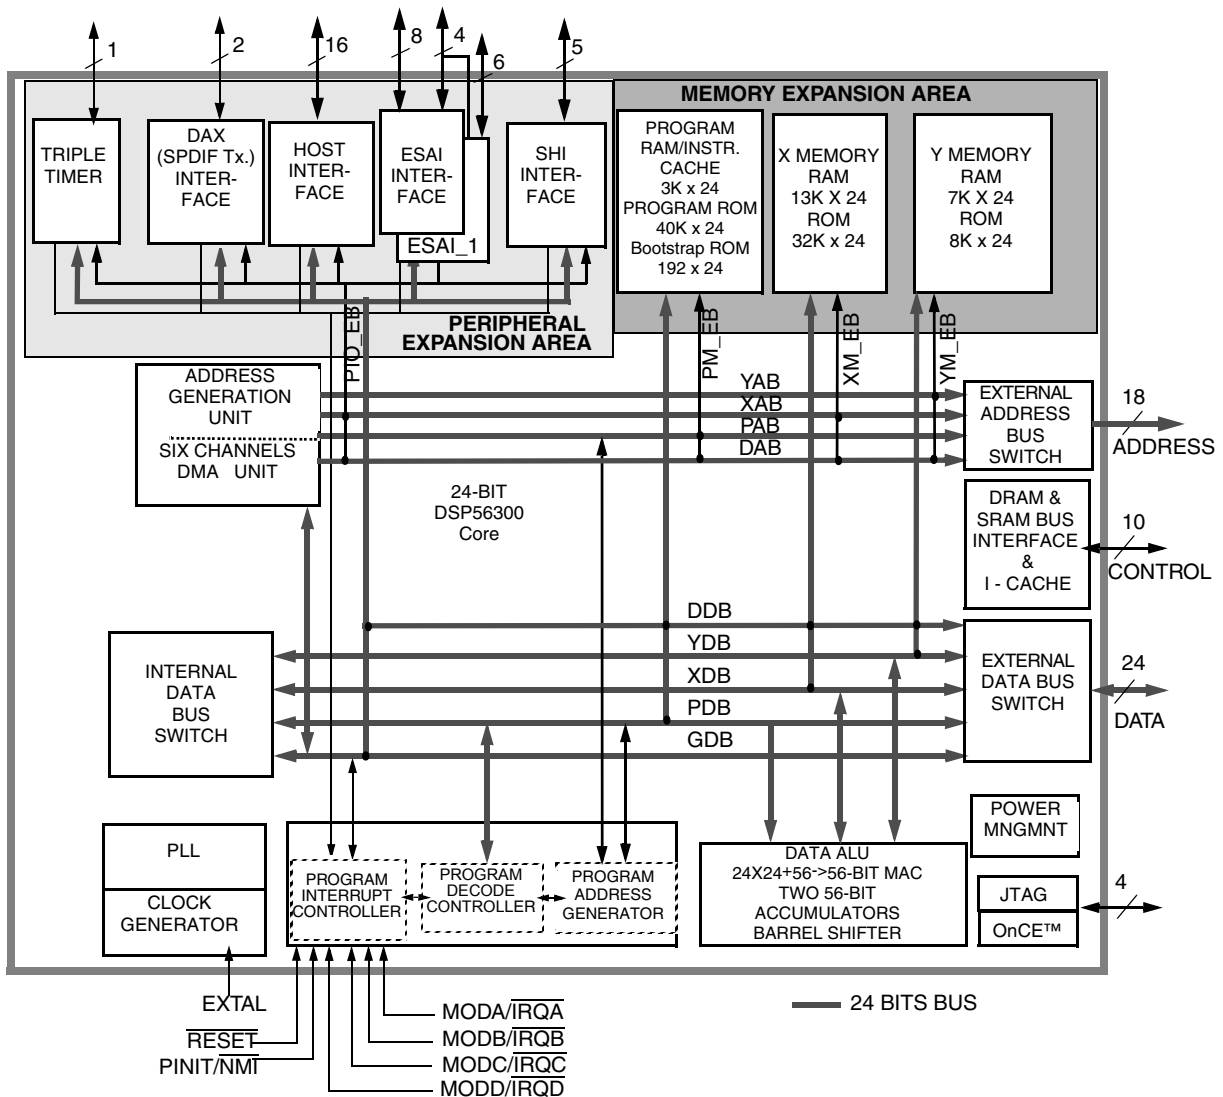 1
2
16
8
4
6
5
MEMORY EXPANSION AREA
TRIPLE
TIMER
DAX
(SPDIF Tx.)
INTER-
FACE
HOST
INTER-
FACE
ESAI
INTER-
FACE
ESAI_1
SHI
INTER-
FACE
PROGRAM
RAM/INSTR.
CACHE
3K x 24
PROGRAM ROM
40K x 24
Bootstrap ROM
192 x 24
X MEMORY
RAM
13K X 24
ROM
32K x 24
Y MEMORY
RAM
7K X 24
ROM
8K x 24
PERIPHERAL
EXPANSION AREA
PIO_EB
PM_EB
XM_EB
YM_EB
ADDRESS
GENERATION
UNIT
SIX CHANNELS
DMA UNIT
YAB
XAB
PAB
DAB
EXTERNAL
ADDRESS
BUS
SWITCH
18
ADDRESS
24-BIT
DSP56300
Core
DRAM &
SRAM BUS
INTERFACE
&
I - CACHE
10
CONTROL
DDB
YDB
XDB
PDB
GDB
INTERNAL
DATA
BUS
SWITCH
EXTERNAL
DATA BUS
SWITCH
24
DATA
POWER
MNGMNT
PLL
CLOCK
GENERATOR
PROGRAM
INTERRUPT
CONTROLLER
PROGRAM
DECODE
CONTROLLER
PROGRAM
ADDRESS
GENERATOR
DATA ALU
24X24+56->56-BIT MAC
TWO 56-BIT
ACCUMULATORS
BARREL SHIFTER
JTAG
OnCE™
4
EXTAL
RESET
PINIT/NMI
MODA/IRQA
MODB/IRQB
MODC/IRQC
MODD/IRQD
24 BITS BUS